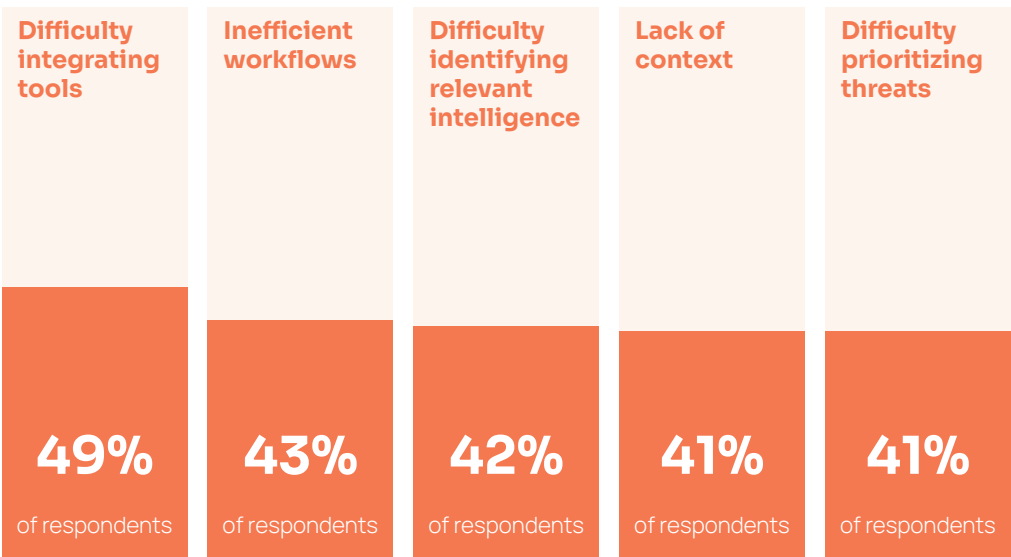 Difficulty
integrating
tools
49%
of respondents
Inefficient
workflows
43%
of respondents
Difficulty
identifying
relevant
intelligence
42%
of respondents
Lack of
context
41%
of respondents
Difficulty
prioritizing
threats
41%
of respondents